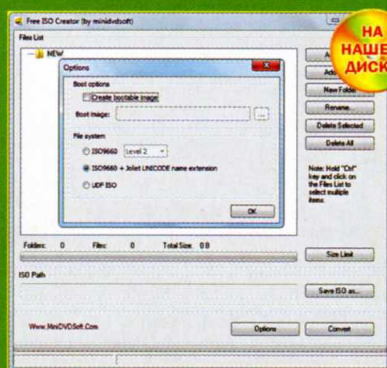 Free ISO Creator (by minidvdsoft)
НА
НАШЕМ
ДИСКЕ
Files List
NEW
Options
Boot options
Create bootable image
Boot image:
...
File system
ISO9660
Level 2
ISO9660 + Joliet UNICODE name extension
UDF ISO
OK
New Folder
Rename...
Delete Selected
Delete All
Note: Hold "Ctrl"
key and click on
the Files List to
select multiple
items.
Folders: 0 Files: 0 Total Size: 0 B
Size Limit
ISO Path
Save ISO as...
Www.MiniDVDSoft.Com
Options
Convert